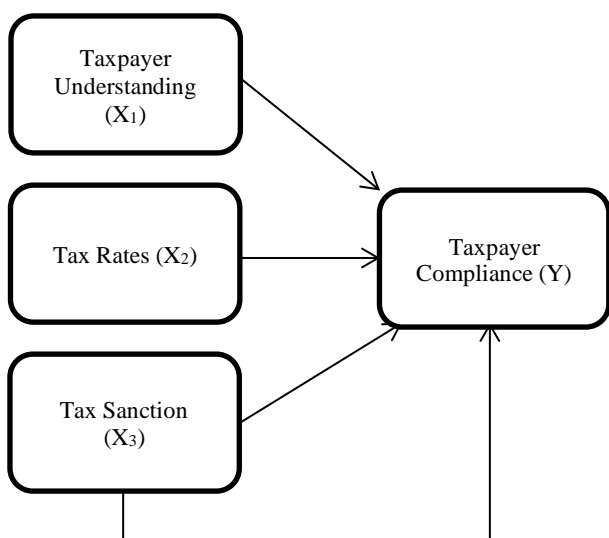 Taxpayer
Understanding
(X₁)
Tax Rates (X₂)
Taxpayer
Compliance (Y)
Tax Sanction
(X₃)